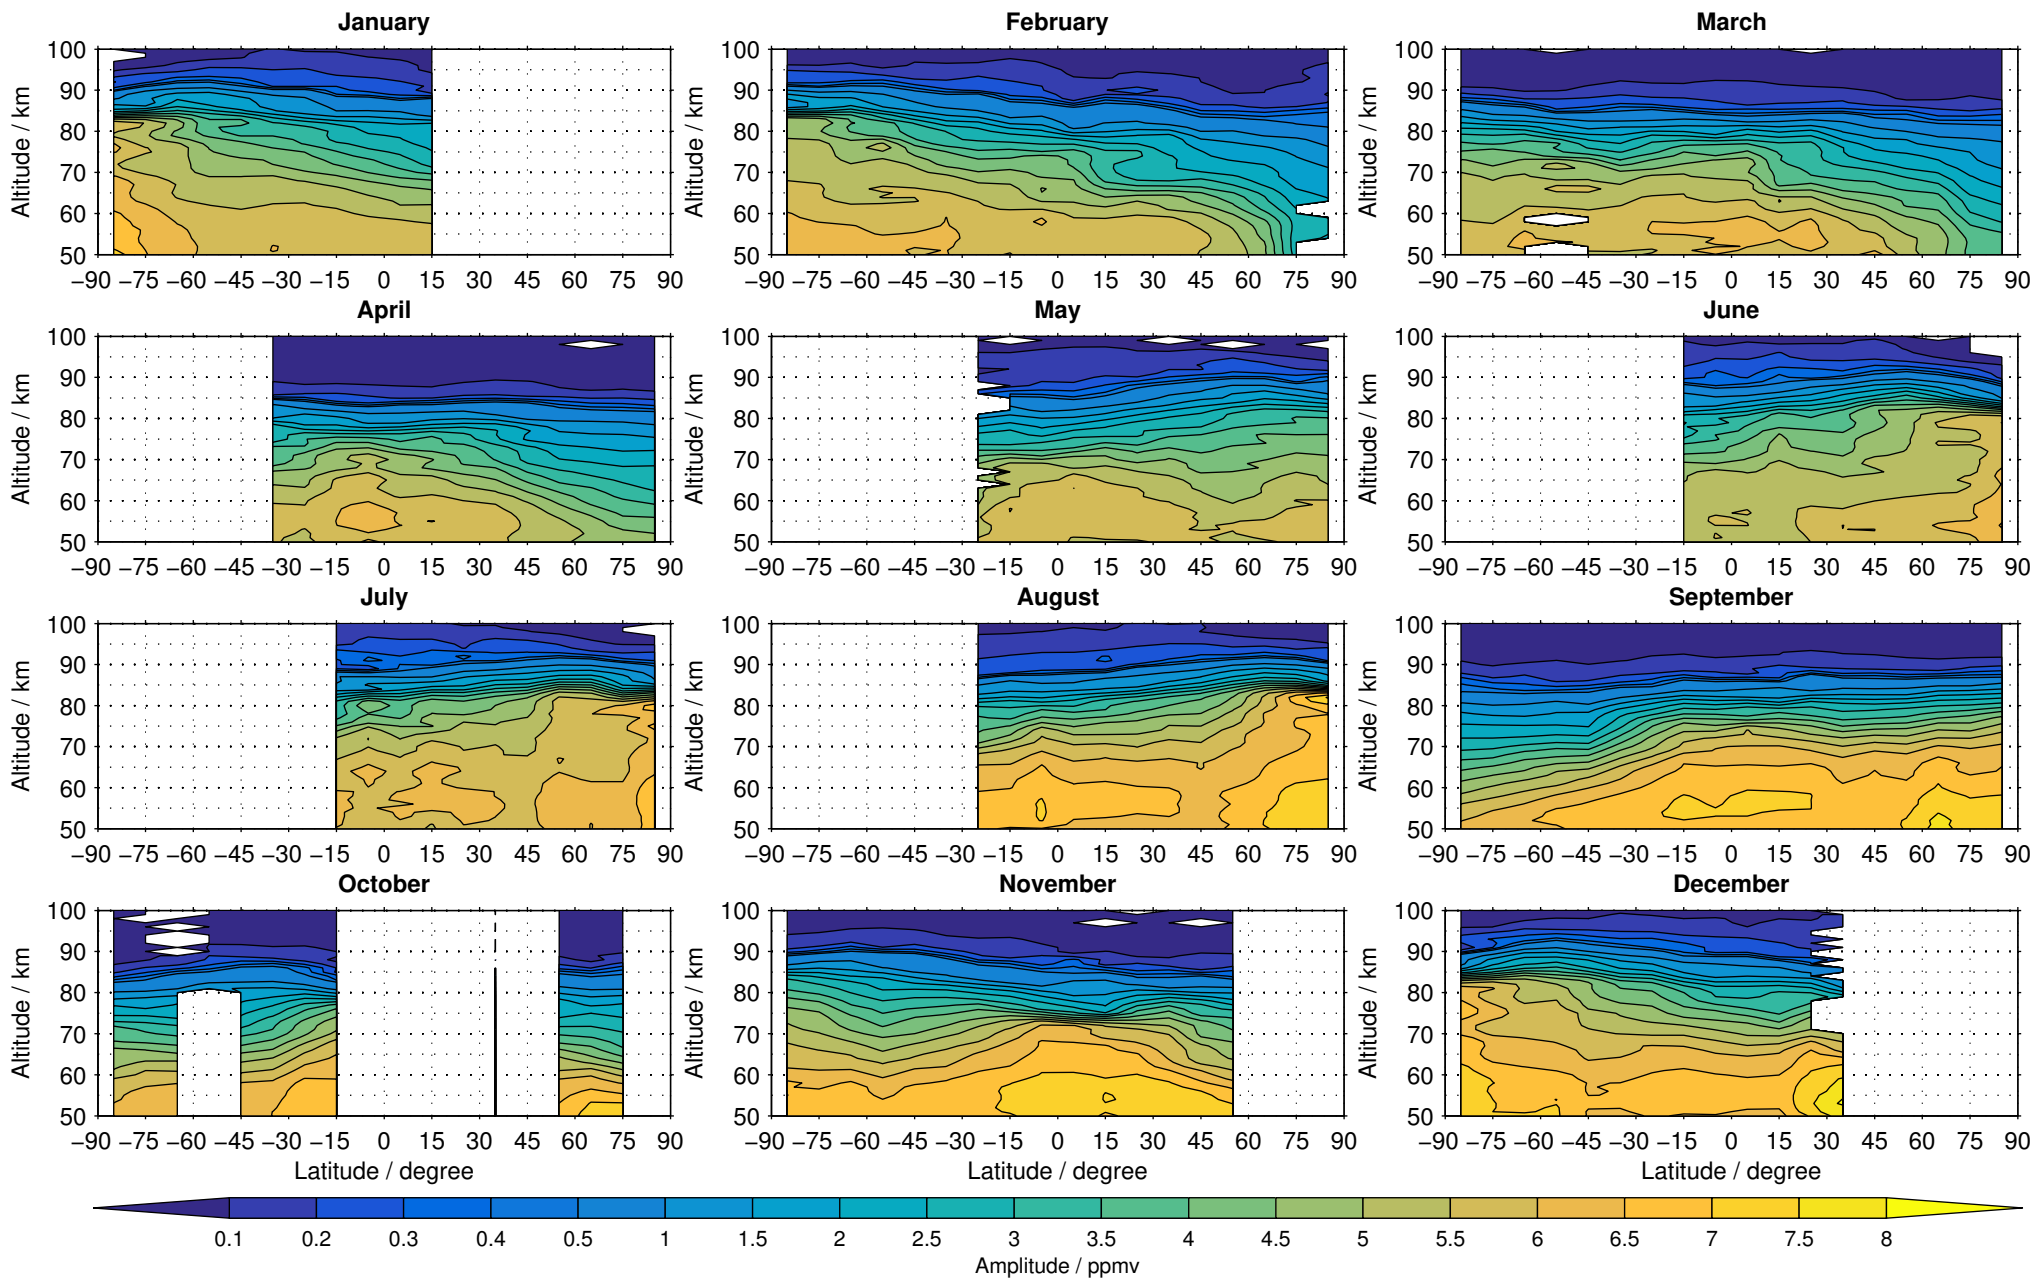 January February March
100 90 80 70 60 50 Altitude / km
−90 −75 −60 −45 −30 −15 0 15 30 45 60 75 90
100 90 80 70 60 50 Altitude / km
−90 −75 −60 −45 −30 −15 0 15 30 45 60 75 90
100 90 80 70 60 50 Altitude / km
−90 −75 −60 −45 −30 −15 0 15 30 45 60 75 90
April May June
100 90 80 70 60 50 Altitude / km
−90 −75 −60 −45 −30 −15 0 15 30 45 60 75 90
100 90 80 70 60 50 Altitude / km
−90 −75 −60 −45 −30 −15 0 15 30 45 60 75 90
100 90 80 70 60 50 Altitude / km
−90 −75 −60 −45 −30 −15 0 15 30 45 60 75 90
July August September
100 90 80 70 60 50 Altitude / km
−90 −75 −60 −45 −30 −15 0 15 30 45 60 75 90
100 90 80 70 60 50 Altitude / km
−90 −75 −60 −45 −30 −15 0 15 30 45 60 75 90
100 90 80 70 60 50 Altitude / km
−90 −75 −60 −45 −30 −15 0 15 30 45 60 75 90
October November December
100 90 80 70 60 50 Altitude / km
−90 −75 −60 −45 −30 −15 0 15 30 45 60 75 90
100 90 80 70 60 50 Altitude / km
−90 −75 −60 −45 −30 −15 0 15 30 45 60 75 90
100 90 80 70 60 50 Altitude / km
−90 −75 −60 −45 −30 −15 0 15 30 45 60 75 90
Latitude / degree Latitude / degree
0.1 0.2 0.3 0.4 0.5 1 1.5 2 2.5 3 3.5 4 4.5 5 5.5 6 6.5 7 7.5 8
Amplitude / ppmv